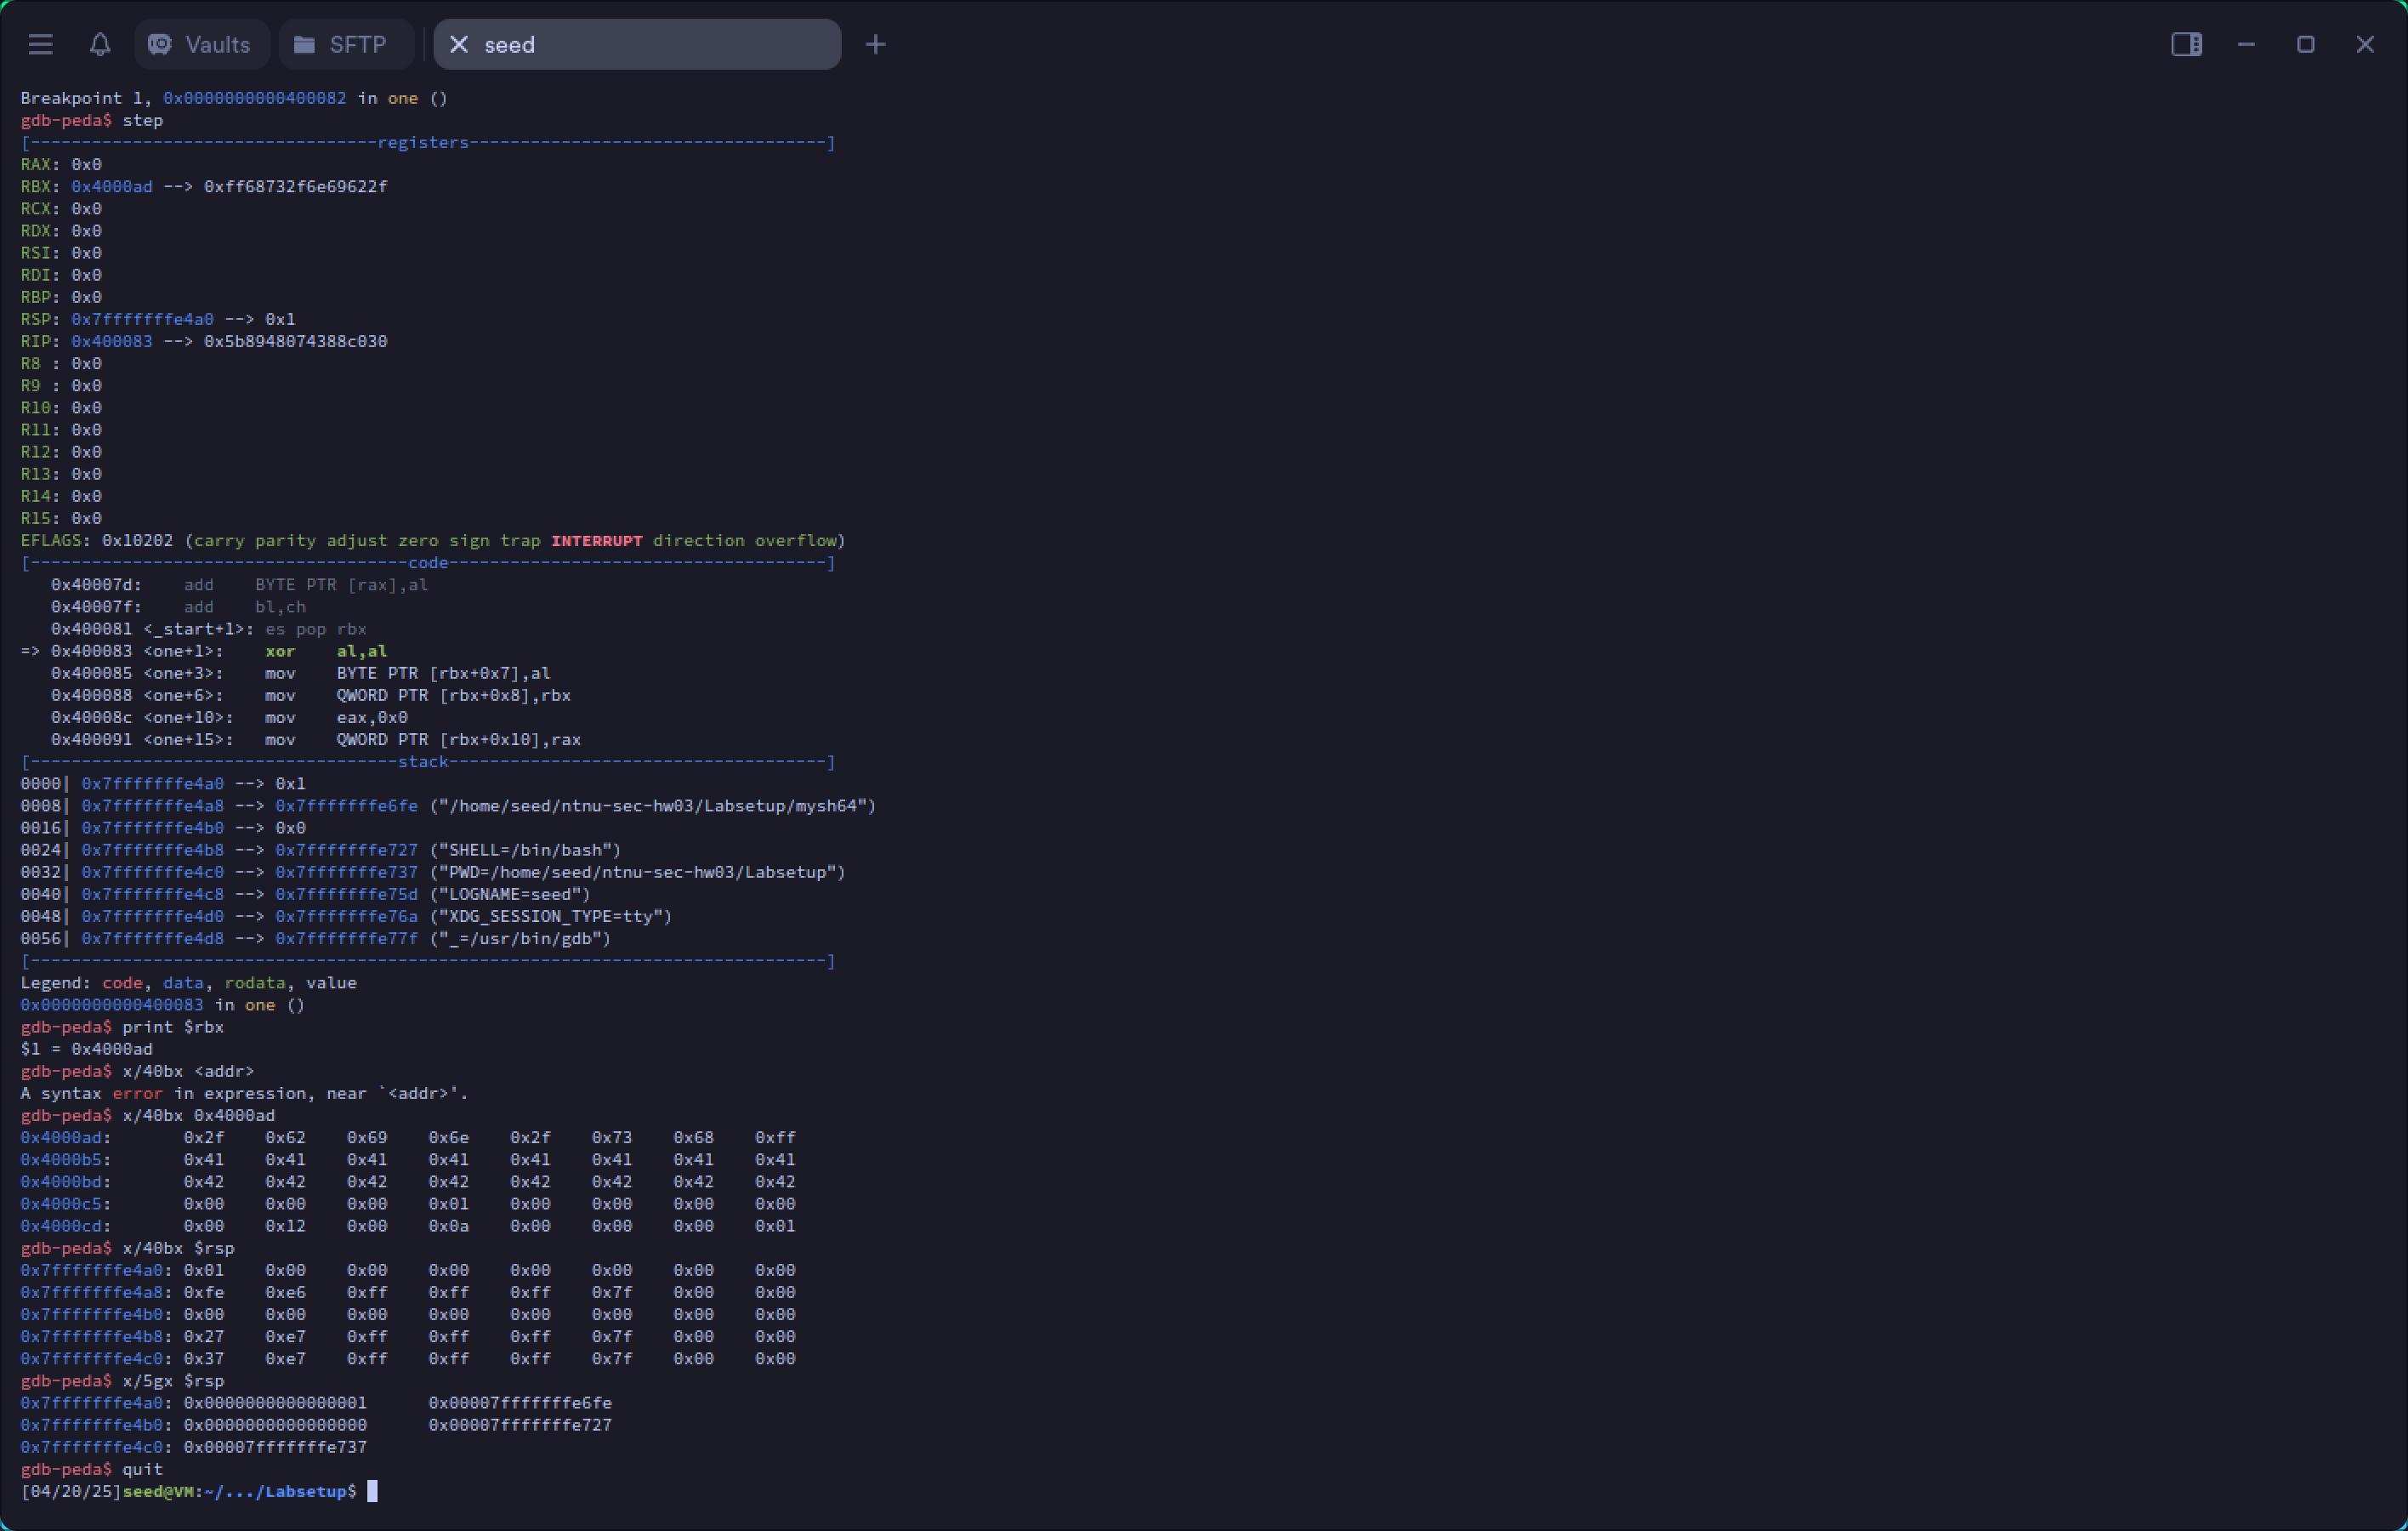 Vaults SFTP seed
Breakpoint 1, 0x0000000000400082 in one ()
gdb-peda$ step
[----------------------------------registers-----------------------------------]
RAX: 0x0
RBX: 0x4000ad --> 0xff68732f6e69622f
RCX: 0x0
RDX: 0x0
RSI: 0x0
RDI: 0x0
RBP: 0x0
RSP: 0x7fffffffe4a0 --> 0x1
RIP: 0x400083 --> 0x5b8948074388c030
R8 : 0x0
R9 : 0x0
R10: 0x0
R11: 0x0
R12: 0x0
R13: 0x0
R14: 0x0
R15: 0x0
EFLAGS: 0x10202 (carry parity adjust zero sign trap INTERRUPT direction overflow)
[-------------------------------------code-------------------------------------]
   0x40007d:    add    BYTE PTR [rax],al
   0x40007f:    add    bl,ch
   0x400081 <_start+1>: es pop rbx
=> 0x400083 <one+1>:    xor    al,al
   0x400085 <one+3>:    mov    BYTE PTR [rbx+0x7],al
   0x400088 <one+6>:    mov    QWORD PTR [rbx+0x8],rbx
   0x40008c <one+10>:   mov    eax,0x0
   0x400091 <one+15>:   mov    QWORD PTR [rbx+0x10],rax
[------------------------------------stack-------------------------------------]
0000| 0x7fffffffe4a0 --> 0x1
0008| 0x7fffffffe4a8 --> 0x7fffffffe6fe ("/home/seed/ntnu-sec-hw03/Labsetup/mysh64")
0016| 0x7fffffffe4b0 --> 0x0
0024| 0x7fffffffe4b8 --> 0x7fffffffe727 ("SHELL=/bin/bash")
0032| 0x7fffffffe4c0 --> 0x7fffffffe737 ("PWD=/home/seed/ntnu-sec-hw03/Labsetup")
0040| 0x7fffffffe4c8 --> 0x7fffffffe75d ("LOGNAME=seed")
0048| 0x7fffffffe4d0 --> 0x7fffffffe76a ("XDG_SESSION_TYPE=tty")
0056| 0x7fffffffe4d8 --> 0x7fffffffe77f ("_=/usr/bin/gdb")
[------------------------------------------------------------------------------]
Legend: code, data, rodata, value
0x0000000000400083 in one ()
gdb-peda$ print $rbx
$1 = 0x4000ad
gdb-peda$ x/40bx <addr>
A syntax error in expression, near `<addr>'.
gdb-peda$ x/40bx 0x4000ad
0x4000ad:       0x2f    0x62    0x69    0x6e    0x2f    0x73    0x68    0xff
0x4000b5:       0x41    0x41    0x41    0x41    0x41    0x41    0x41    0x41
0x4000bd:       0x42    0x42    0x42    0x42    0x42    0x42    0x42    0x42
0x4000c5:       0x00    0x00    0x00    0x01    0x00    0x00    0x00    0x00
0x4000cd:       0x00    0x12    0x00    0x0a    0x00    0x00    0x00    0x01
gdb-peda$ x/40bx $rsp
0x7fffffffe4a0: 0x01    0x00    0x00    0x00    0x00    0x00    0x00    0x00
0x7fffffffe4a8: 0xfe    0xe6    0xff    0xff    0xff    0x7f    0x00    0x00
0x7fffffffe4b0: 0x00    0x00    0x00    0x00    0x00    0x00    0x00    0x00
0x7fffffffe4b8: 0x27    0xe7    0xff    0xff    0xff    0x7f    0x00    0x00
0x7fffffffe4c0: 0x37    0xe7    0xff    0xff    0xff    0x7f    0x00    0x00
gdb-peda$ x/5gx $rsp
0x7fffffffe4a0: 0x0000000000000001      0x00007fffffffe6fe
0x7fffffffe4b0: 0x0000000000000000      0x00007fffffffe727
0x7fffffffe4c0: 0x00007fffffffe737
gdb-peda$ quit
[04/20/25]seed@VM:~/.../Labsetup$